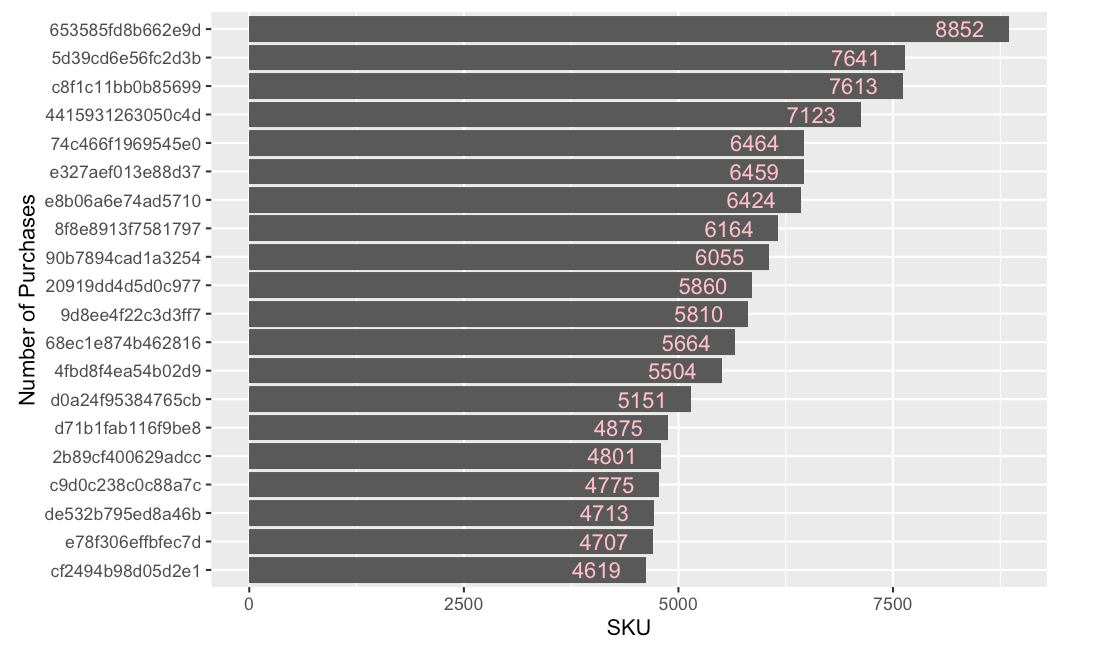 653585fd8b662e9d 8852
5d39cd6e56fc2d3b 7641
c8f1c11bb0b85699 7613
4415931263050c4d 7123
74c466f1969545e0 6464
e327aef013e88d37 6459
e8b06a6e74ad5710 6424
8f8e8913f7581797 6164
90b7894cad1a3254 6055
20919dd4d5d0c977 5860
9d8ee4f22c3d3ff7 5810
68ec1e874b462816 5664
4fbd8f4ea54b02d9 5504
d0a24f95384765cb 5151
d71b1fab116f9be8 4875
2b89cf400629adcc 4801
c9d0c238c0c88a7c 4775
de532b795ed8a46b 4713
e78f306effbfec7d 4707
cf2494b98d05d2e1 4619
Number of Purchases
0 2500 5000 7500
SKU